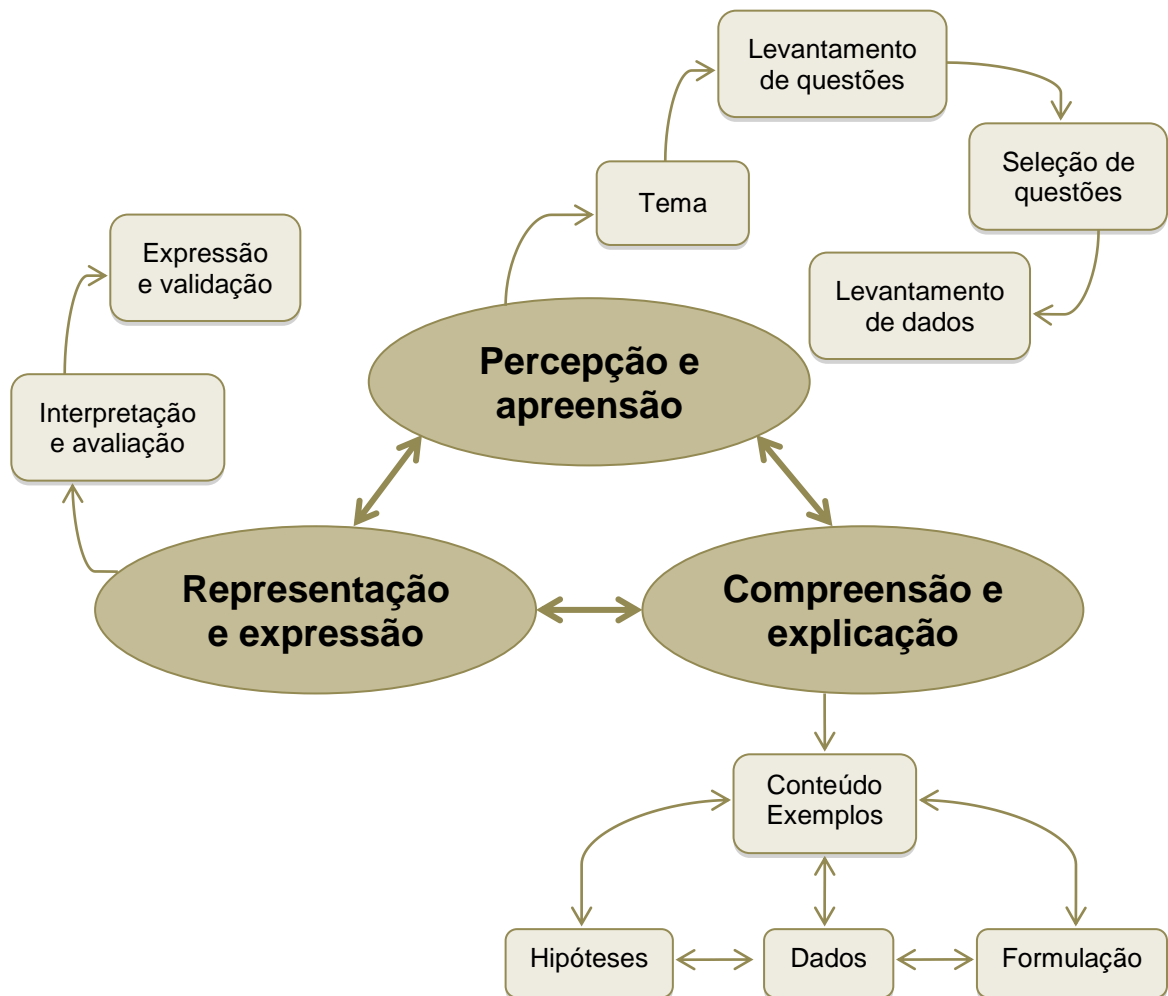 Levantamento
de questões
Seleção de
questões
Tema
Levantamento
de dados
Expressão
e validação
Interpretação
e avaliação
Percepção e
apreensão
Representação
e expressão
Compreensão e
explicação
Conteúdo
Exemplos
Hipóteses
Dados
Formulação